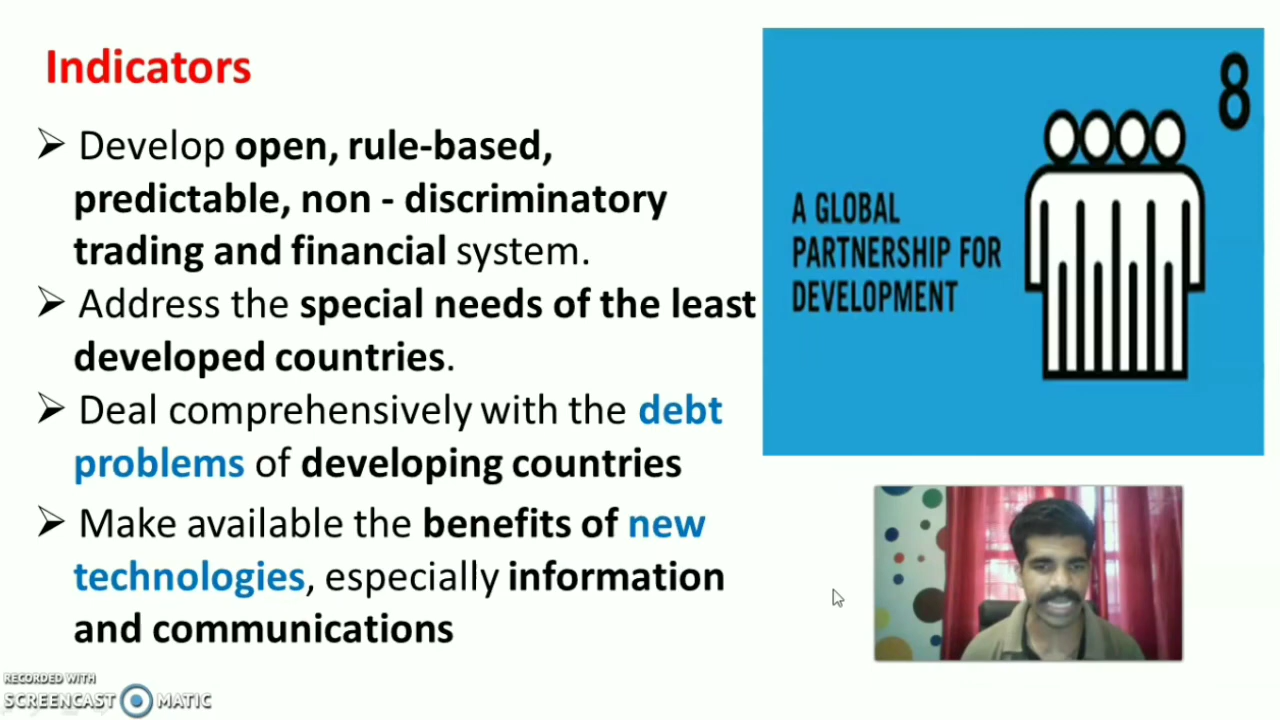 Indicators
➢ Develop open, rule-based,
predictable, non - discriminatory
trading and financial system.
➢ Address the special needs of the least
developed countries.
➢ Deal comprehensively with the debt
problems of developing countries
➢ Make available the benefits of new
technologies, especially information
and communications
8
A GLOBAL
PARTNERSHIP FOR
DEVELOPMENT
RECORDED WITH
SCREENCAST MATIC